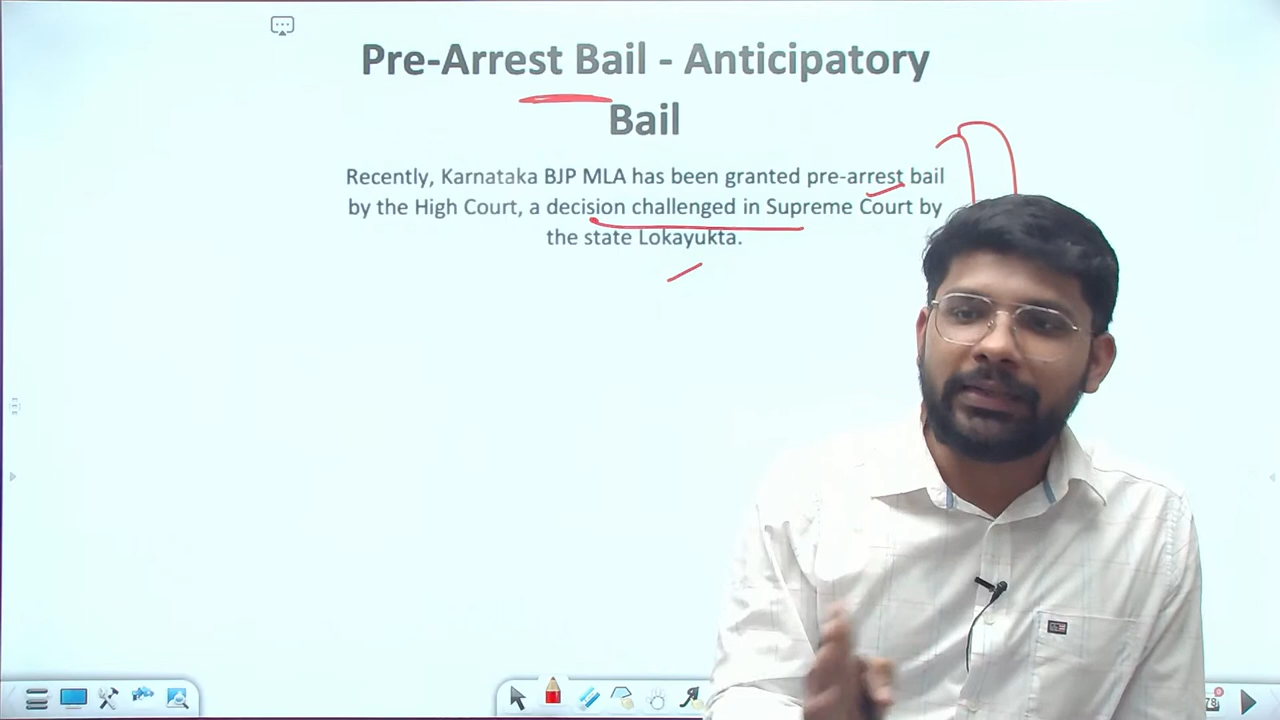 Pre-Arrest Bail - Anticipatory
Bail
Recently, Karnataka BJP MLA has been granted pre-arrest bail
by the High Court, a decision challenged in Supreme Court by
the state Lokayukta.